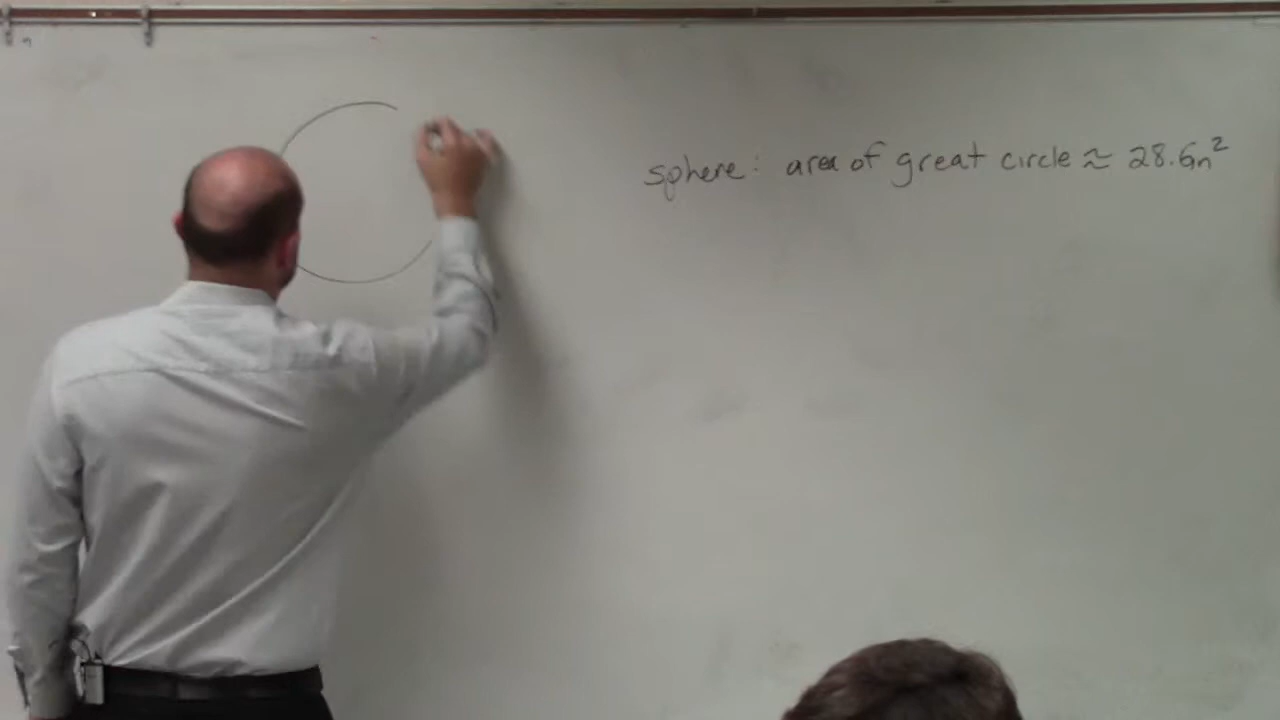 sphere: area of great circle ≈ 28.6in²